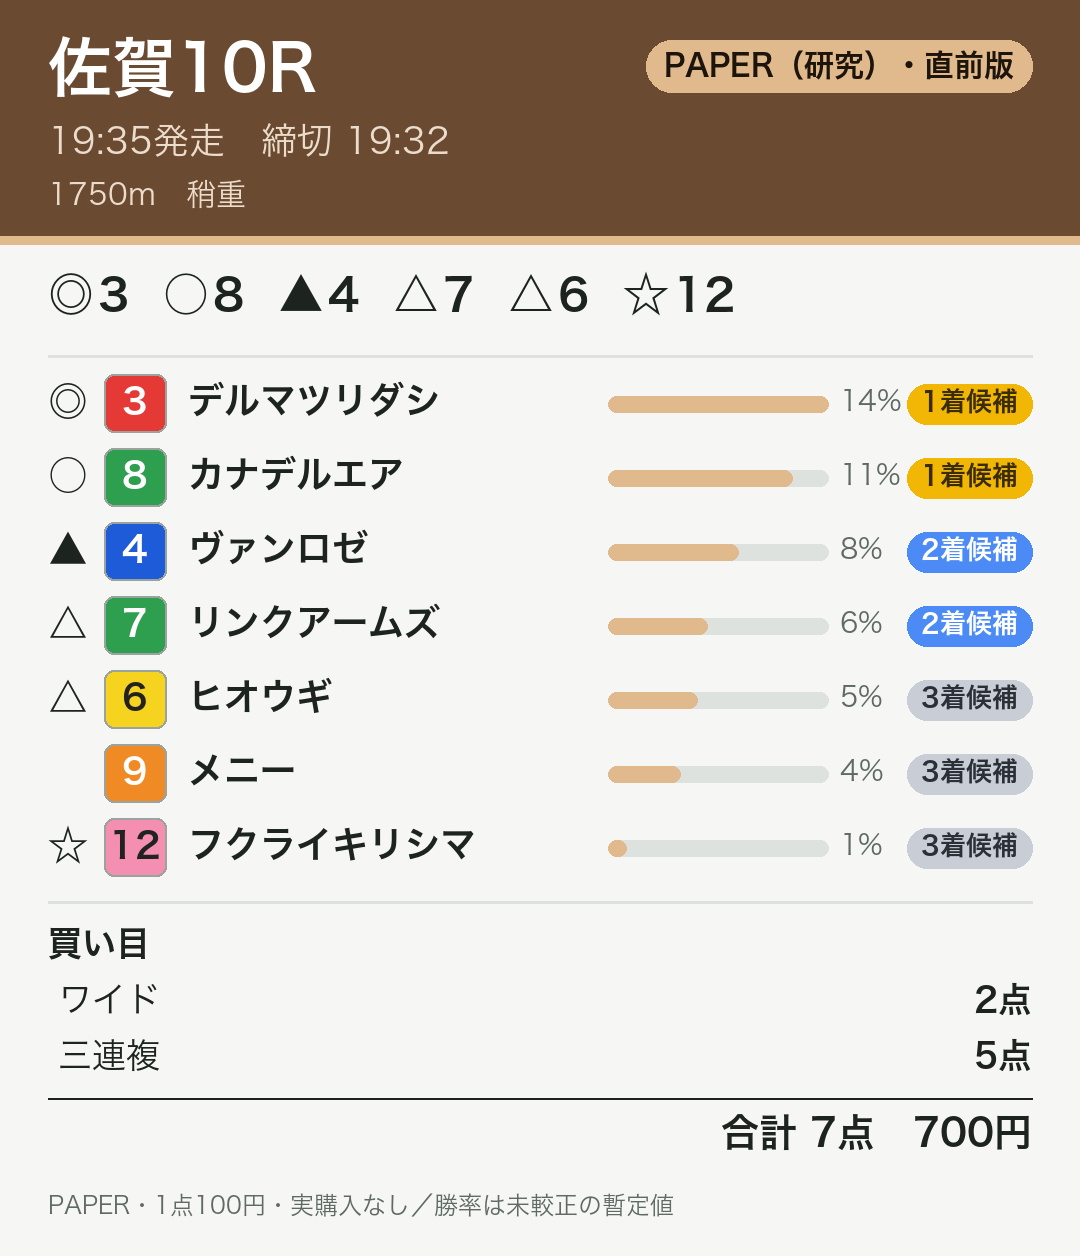 佐賀10R
PAPER（研究）・直前版
19:35発走　締切 19:32
1750m　稍重
◎3 ○8 ▲4 △7 △6 ☆12
◎ 3 デルマツリダシ 14% 1着候補
○ 8 カナデルエア 11% 1着候補
▲ 4 ヴァンロゼ 8% 2着候補
△ 7 リンクアームズ 6% 2着候補
△ 6 ヒオウギ 5% 3着候補
9 メニー 4% 3着候補
☆ 12 フクライキリシマ 1% 3着候補
買い目
ワイド 2点
三連複 5点
合計 7点　700円
PAPER・1点100円・実購入なし／勝率は未較正の暫定値